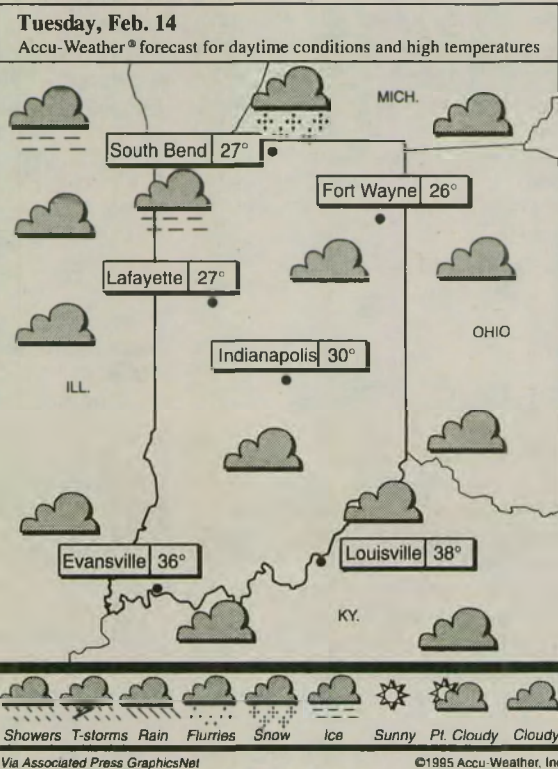 Tuesday, Feb. 14
Accu-Weather® forecast for daytime conditions and high temperatures
MICH.
South Bend 27°
Fort Wayne 26°
Lafayette 27°
OHIO
Indianapolis 30°
ILL.
Evansville 36°
Louisville 38°
KY.
Showers T-storms Rain Flurries Snow Ice Sunny Pt. Cloudy Cloudy
Via Associated Press GraphicsNet ©1995 Accu-Weather, In